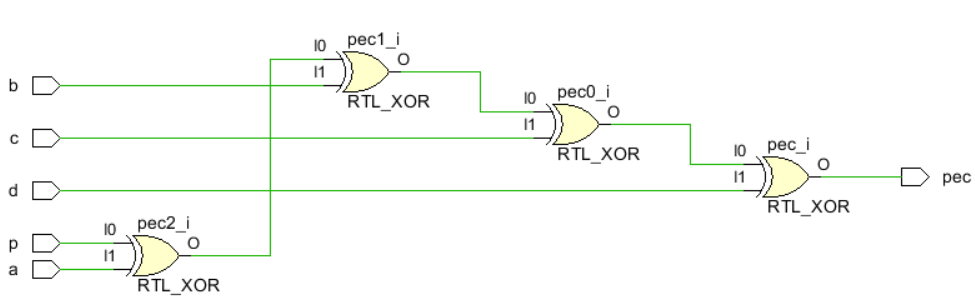 pec1_i
I0
O
I1
b
RTL_XOR
pec0_i
I0
O
I1
c
RTL_XOR
pec_i
I0
O
I1
pec
d
RTL_XOR
pec2_i
I0
O
p
I1
a
RTL_XOR